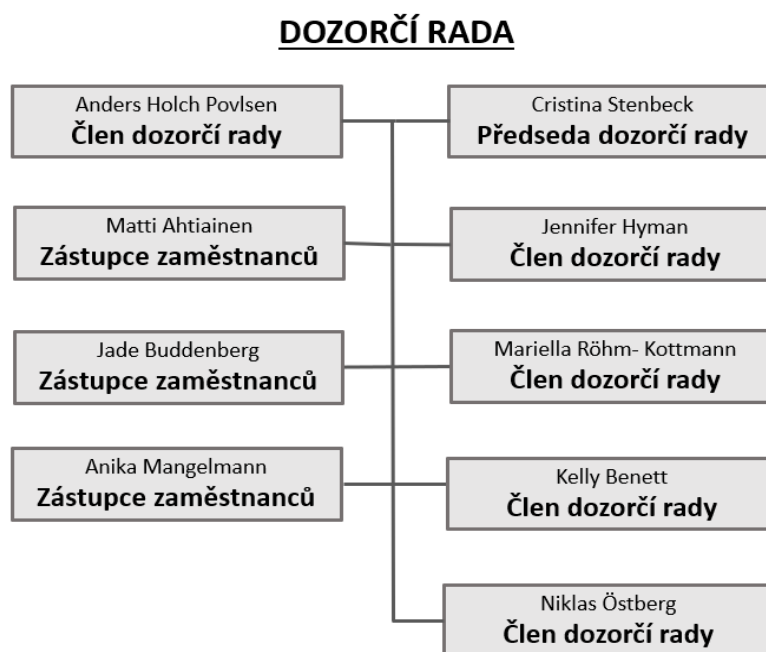 DOZORČÍ RADA
Anders Holch Povlsen
Člen dozorčí rady
Cristina Stenbeck
Předseda dozorčí rady
Matti Ahtiainen
Zástupce zaměstnanců
Jennifer Hyman
Člen dozorčí rady
Jade Buddenberg
Zástupce zaměstnanců
Mariella Röhm- Kottmann
Člen dozorčí rady
Anika Mangelmann
Zástupce zaměstnanců
Kelly Benett
Člen dozorčí rady
Niklas Östberg
Člen dozorčí rady